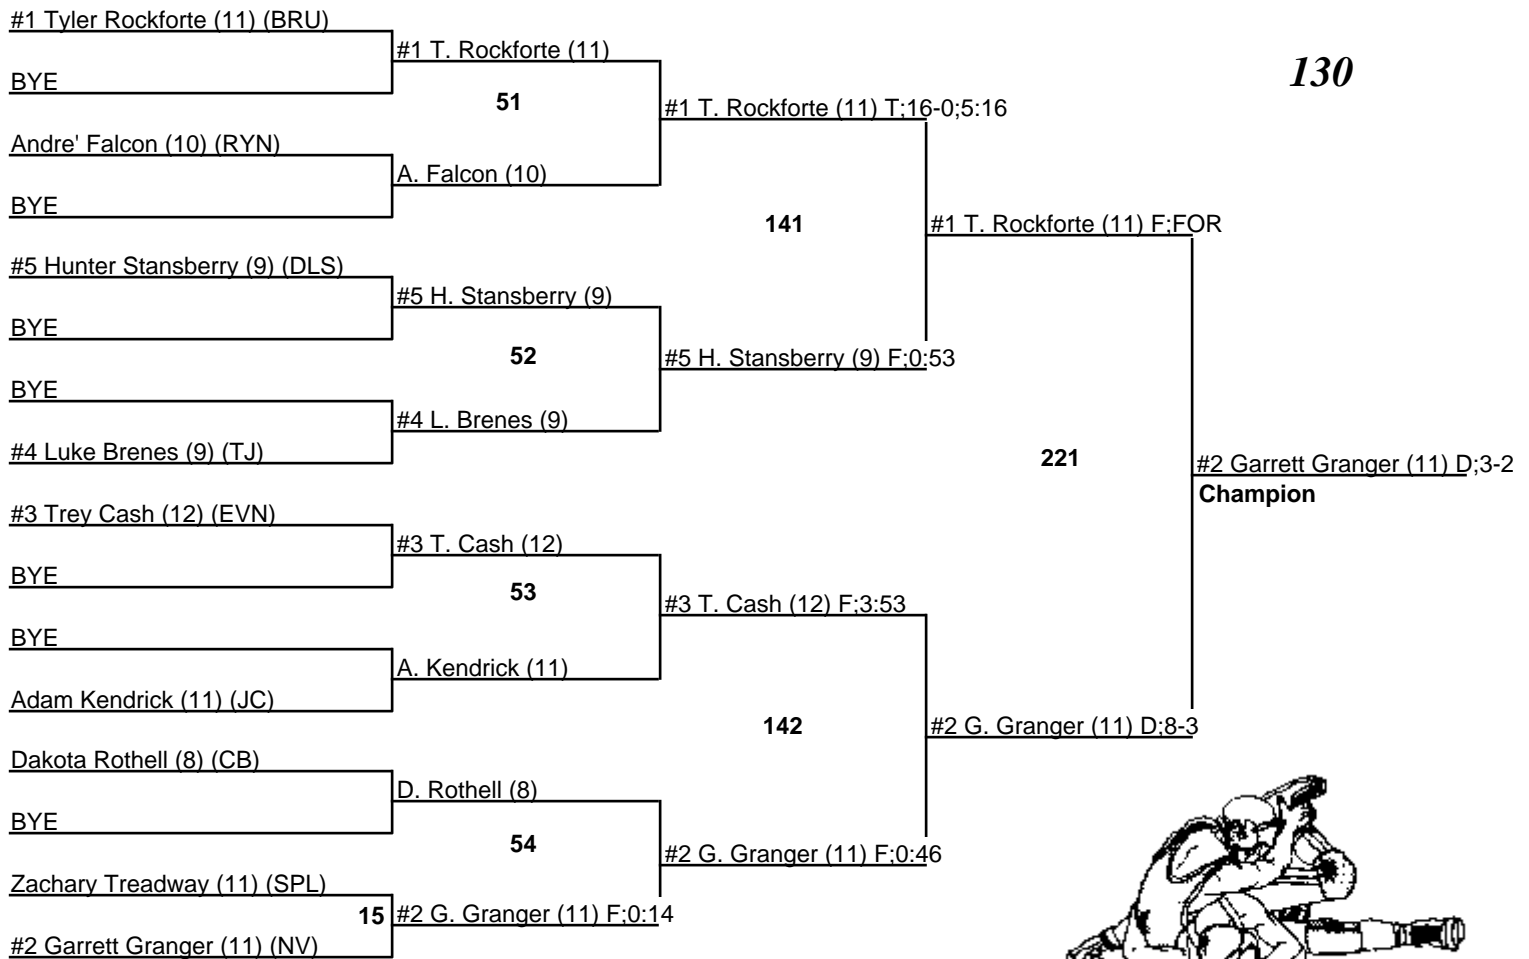 #1 Tyler Rockforte (11) (BRU)
BYE
Andre' Falcon (10) (RYN)
BYE
#5 Hunter Stansberry (9) (DLS)
BYE
BYE
#4 Luke Brenes (9) (TJ)
#3 Trey Cash (12) (EVN)
BYE
BYE
Adam Kendrick (11) (JC)
Dakota Rothell (8) (CB)
BYE
Zachary Treadway (11) (SPL)
#2 Garrett Granger (11) (NV)
#1 T. Rockforte (11)
51
A. Falcon (10)
#5 H. Stansberry (9)
52
#4 L. Brenes (9)
#3 T. Cash (12)
53
A. Kendrick (11)
D. Rothell (8)
54
15
#2 G. Granger (11) F;0:14
#1 T. Rockforte (11) T;16-0;5:16
141
#5 H. Stansberry (9) F;0:53
#3 T. Cash (12) F;3:53
142
#2 G. Granger (11) F;0:46
#1 T. Rockforte (11) F;FOR
221
#2 G. Granger (11) D;8-3
130
#2 Garrett Granger (11) D;3-2
Champion